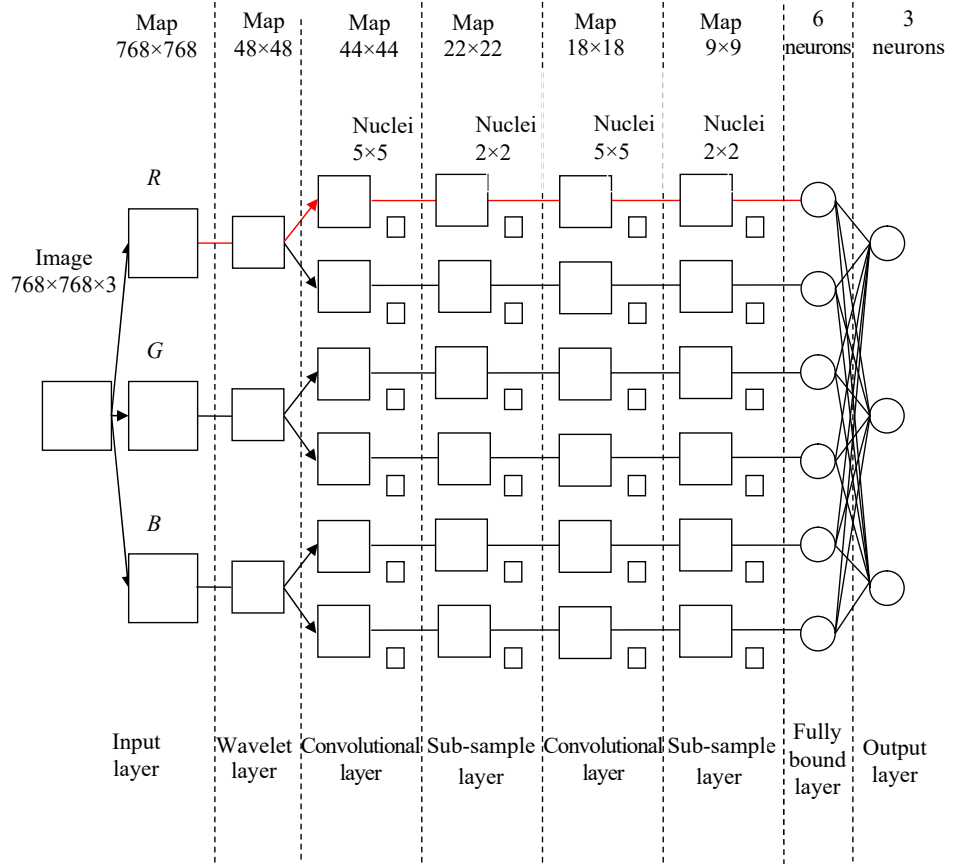 Map
768×768
Map
48×48
Map
44×44
Map
22×22
Map
18×18
Map
9×9
6
neurons
3
neurons
Nuclei
5×5
Nuclei
2×2
Nuclei
5×5
Nuclei
2×2
R
Image
768×768×3
G
B
Input
layer
Wavelet
layer
Convolutional
layer
Sub-sample
layer
Convolutional
layer
Sub-sample
layer
Fully
bound
layer
Output
layer